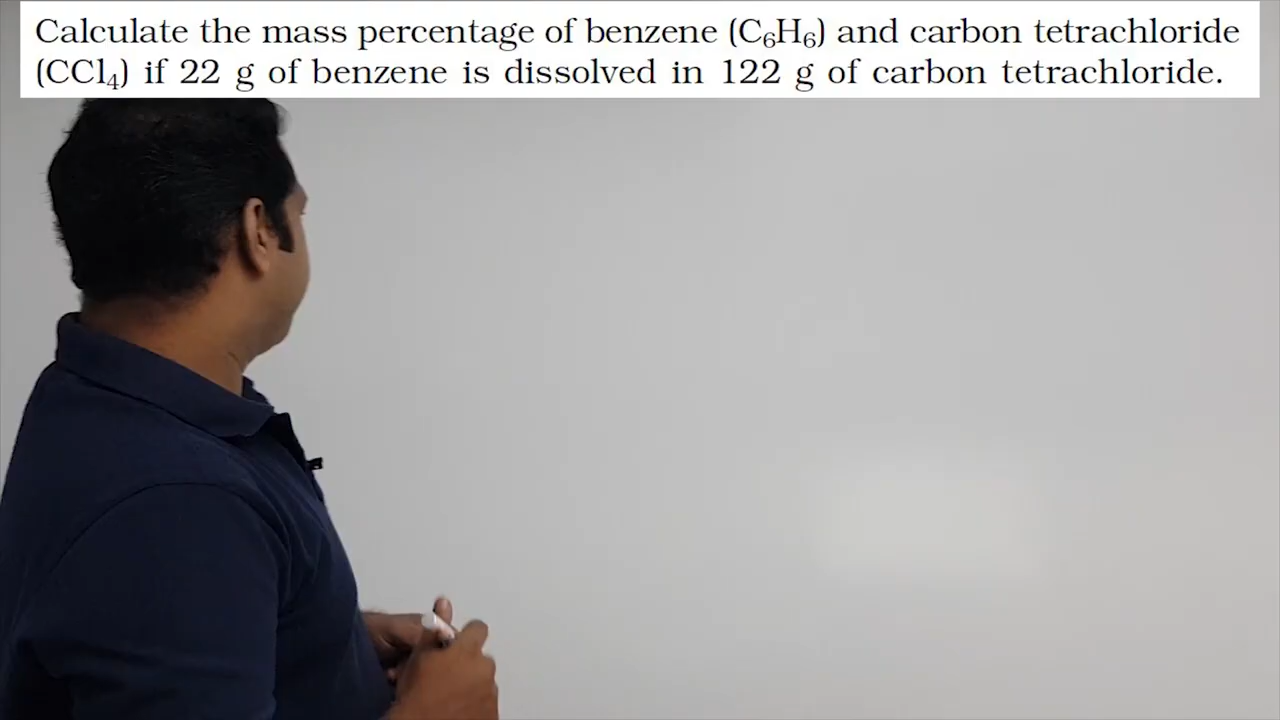 Calculate the mass percentage of benzene (C₆H₆) and carbon tetrachloride
(CCl₄) if 22 g of benzene is dissolved in 122 g of carbon tetrachloride.